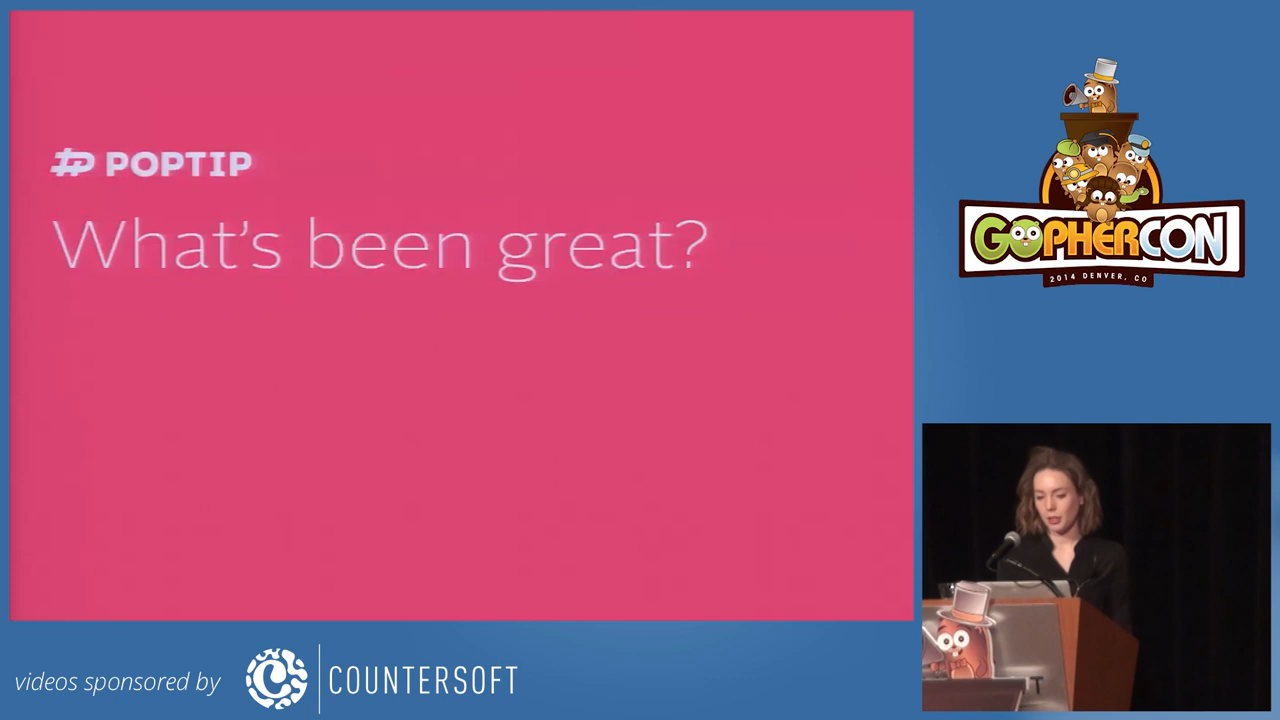 POPTIP
What's been great?
GOPHERCON
2014 DENVER, CO
videos sponsored by
COUNTERSOFT
T